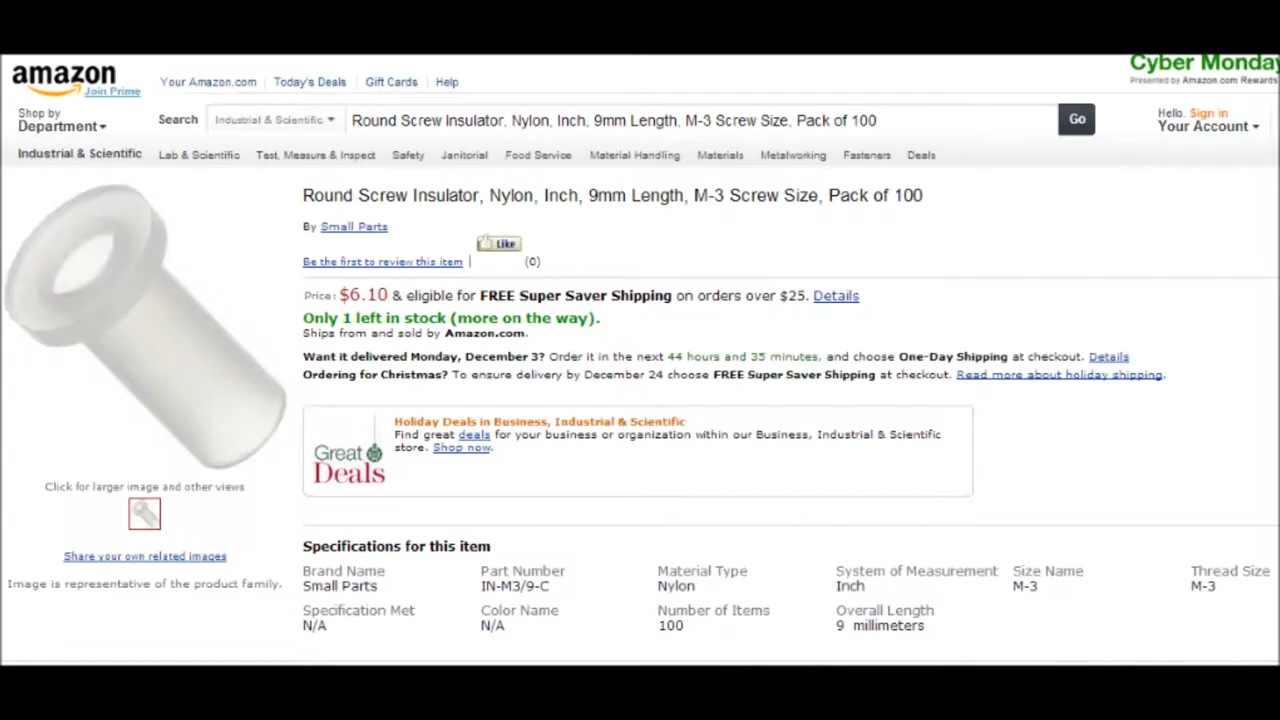 amazon
Join Prime
Your Amazon.com
Today's Deals
Gift Cards
Help
Cyber Monday
Presented by Amazon.com Rewards
Shop by
Department
Search
Industrial & Scientific
Round Screw Insulator, Nylon, Inch, 9mm Length, M-3 Screw Size, Pack of 100
Go
Hello. Sign in
Your Account
Industrial & Scientific
Lab & Scientific
Test, Measure & Inspect
Safety
Janitorial
Food Service
Material Handling
Materials
Metalworking
Fasteners
Deals
Round Screw Insulator, Nylon, Inch, 9mm Length, M-3 Screw Size, Pack of 100
By Small Parts
Like
Be the first to review this item | (0)
Price: $6.10 & eligible for FREE Super Saver Shipping on orders over $25. Details
Only 1 left in stock (more on the way).
Ships from and sold by Amazon.com.
Want it delivered Monday, December 3? Order it in the next 44 hours and 35 minutes, and choose One-Day Shipping at checkout. Details
Ordering for Christmas? To ensure delivery by December 24 choose FREE Super Saver Shipping at checkout. Read more about holiday shipping.
Great Deals
Holiday Deals in Business, Industrial & Scientific
Find great deals for your business or organization within our Business, Industrial & Scientific
store. Shop now.
Click for larger image and other views
Share your own related images
Image is representative of the product family.
Specifications for this item
Brand Name
Small Parts
Part Number
IN-M3/9-C
Material Type
Nylon
System of Measurement
Inch
Size Name
M-3
Thread Size
M-3
Specification Met
N/A
Color Name
N/A
Number of Items
100
Overall Length
9 millimeters